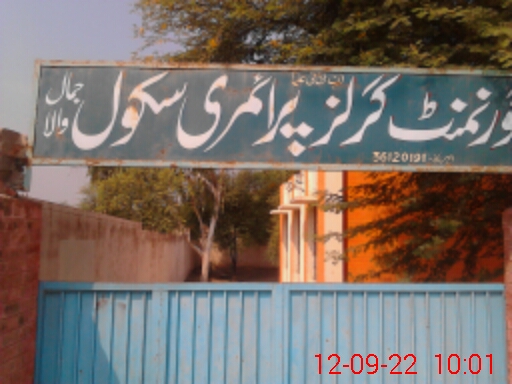 گورنمنٹ گرلز پرائمری سکول
جمال
والا
36120191
12-09-22 10:01